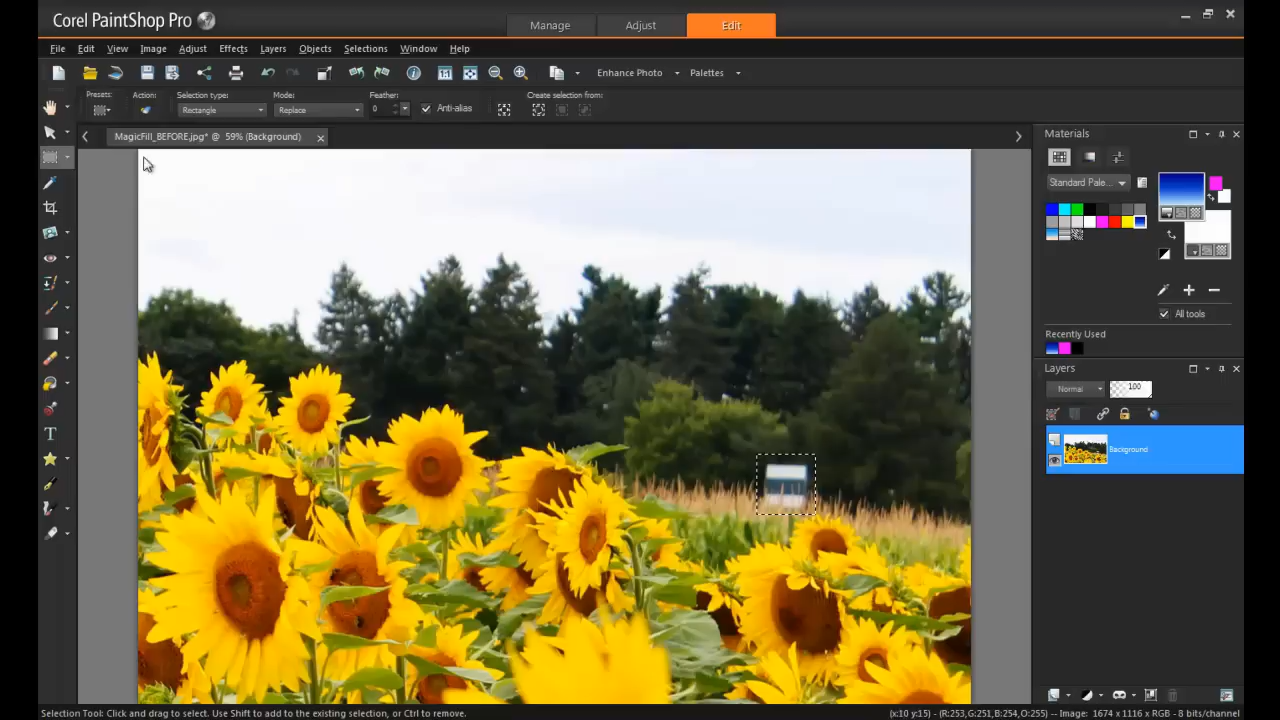 Corel PaintShop Pro
Manage
Adjust
Edit
File
Edit
View
Image
Adjust
Effects
Layers
Objects
Selections
Window
Help
Enhance Photo
Palettes
Presets:
Action:
Selection type:
Mode:
Feather:
Create selection from:
Rectangle
Replace
0
Anti-alias
MagicFill_BEFORE.jpg* @ 59% (Background)
Materials
Standard Pale...
All tools
Recently Used
Layers
Normal
100
Background
Selection Tool: Click and drag to select. Use Shift to add to the existing selection, or Ctrl to remove.
(x:10 y:15) -- (R:253,G:251,B:254,O:255) -- Image: 1674 x 1116 x RGB - 8 bits/channel